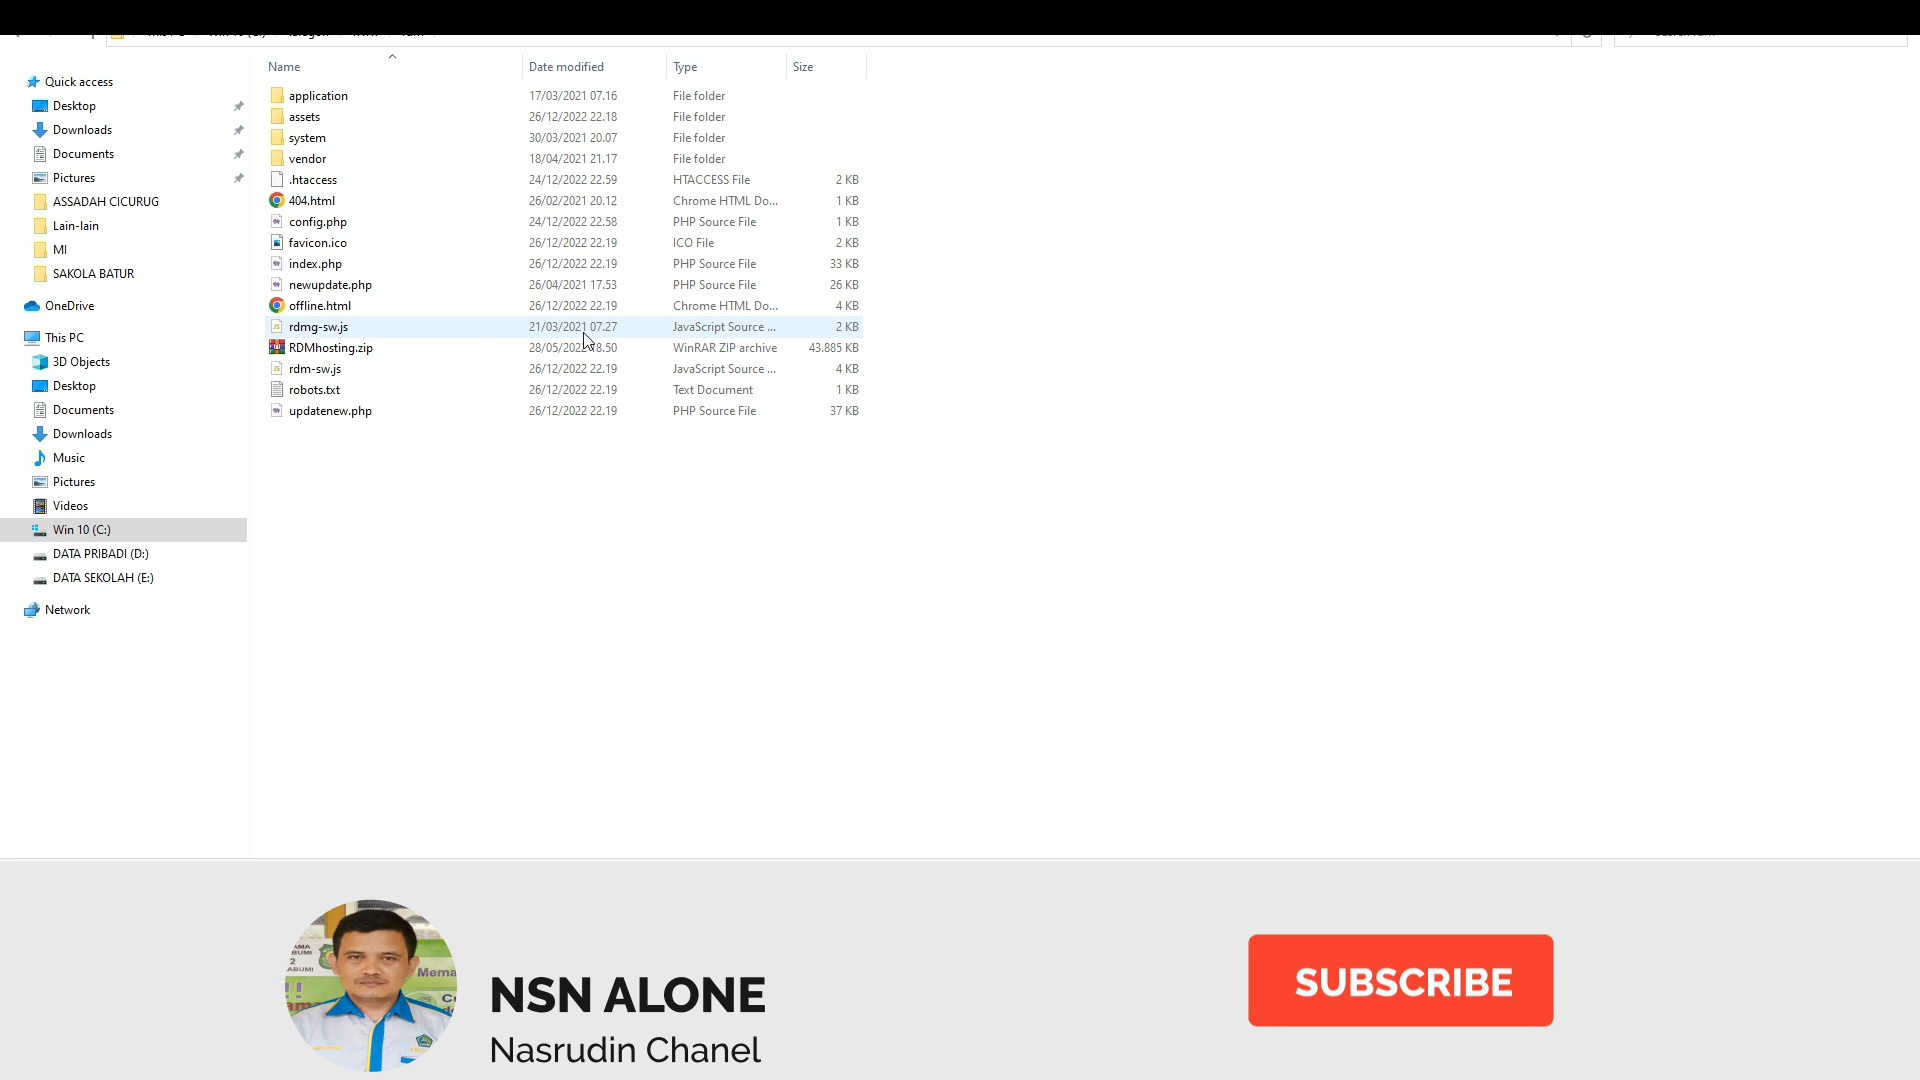 Name Date modified Type Size
Quick access
Desktop
Downloads
Documents
Pictures
ASSADAH CICURUG
Lain-lain
MI
SAKOLA BATUR
OneDrive
This PC
3D Objects
Desktop
Documents
Downloads
Music
Pictures
Videos
Win 10 (C:)
DATA PRIBADI (D:)
DATA SEKOLAH (E:)
Network
application 17/03/2021 07.16 File folder
assets 26/12/2022 22.18 File folder
system 30/03/2021 20.07 File folder
vendor 18/04/2021 21.17 File folder
.htaccess 24/12/2022 22.59 HTACCESS File 2 KB
404.html 26/02/2021 20.12 Chrome HTML Do... 1 KB
config.php 24/12/2022 22.58 PHP Source File 1 KB
favicon.ico 26/12/2022 22.19 ICO File 2 KB
index.php 26/12/2022 22.19 PHP Source File 33 KB
newupdate.php 26/04/2021 17.53 PHP Source File 26 KB
offline.html 26/12/2022 22.19 Chrome HTML Do... 4 KB
rdmg-sw.js 21/03/2021 07.27 JavaScript Source ... 2 KB
RDMhosting.zip WinRAR ZIP archive 43.885 KB
rdm-sw.js 26/12/2022 22.19 JavaScript Source ... 4 KB
robots.txt 26/12/2022 22.19 Text Document 1 KB
updatenew.php 26/12/2022 22.19 PHP Source File 37 KB
NSN ALONE
Nasrudin Chanel
SUBSCRIBE